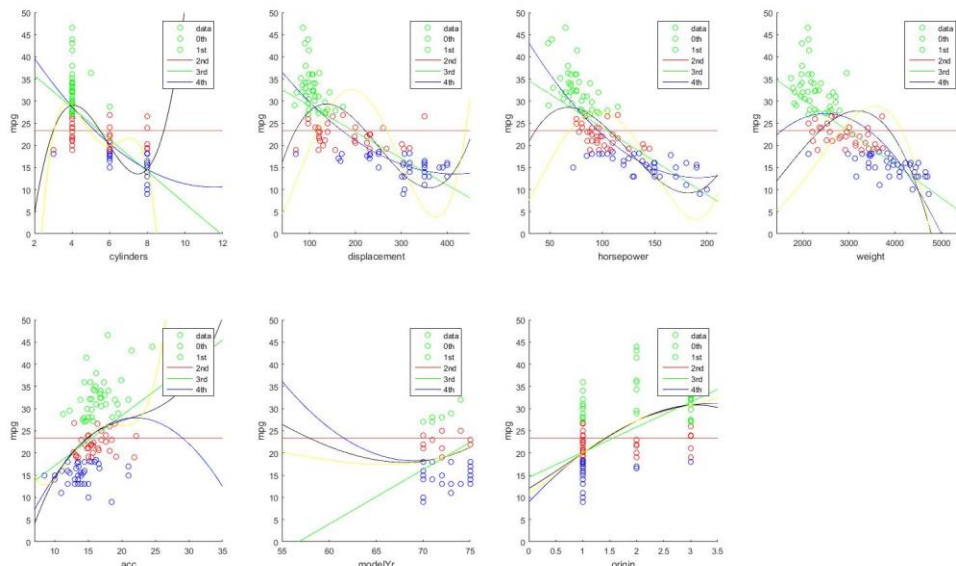 50
45
40
35
30
25
20
15
10
5
0
mpg
data
0th
1st
2nd
3rd
4th
2 4 6 8 10 12
cylinders
50
45
40
35
30
25
20
15
10
5
0
mpg
data
0th
1st
2nd
3rd
4th
100 200 300 400
displacement
50
45
40
35
30
25
20
15
10
5
0
mpg
data
0th
1st
2nd
3rd
4th
50 100 150 200
horsepower
50
45
40
35
30
25
20
15
10
5
0
mpg
data
0th
1st
2nd
3rd
4th
2000 3000 4000 5000
weight
50
45
40
35
30
25
20
15
10
5
0
mpg
data
0th
1st
2nd
3rd
4th
10 15 20 25 30 35
acc
50
45
40
35
30
25
20
15
10
5
0
mpg
data
0th
1st
2nd
3rd
4th
55 60 65 70 75
modelYr
50
45
40
35
30
25
20
15
10
5
0
mpg
data
0th
1st
2nd
3rd
4th
0 0.5 1 1.5 2 2.5 3 3.5
origin